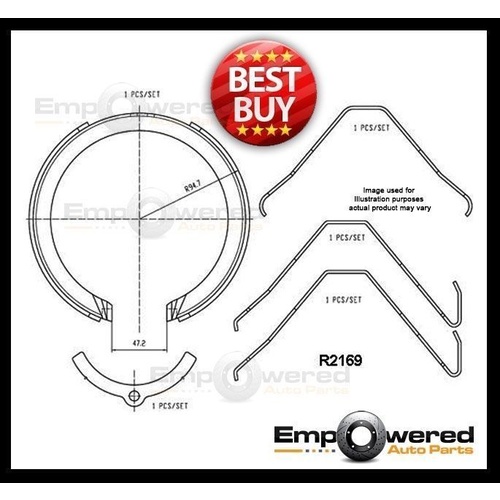 1 PCS/SET
Empowered
Auto Parts
BEST
BUY
1 PCS/SET
R94.7
Image used for
Illustration purposes
actual product may vary
Empowered
Auto Parts
1 PCS/SET
1 PCS/SET
47.2
R2169
Empowered
Auto Parts
1 PCS/SET
Empowered
Auto Parts